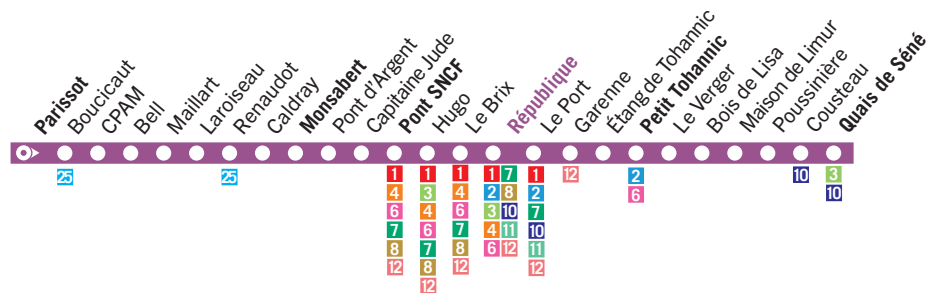 Parissot
Boucicaut
CPAM
Bell
Maillart
Laroiseau
Renaudot
Caldray
Monsabert
Pont d'Argent
Capitaine Jude
Pont SNCF
Hugo
Le Brix
République
Le Port
Garenne
Étang de Tohannic
Petit Tohannic
Le Verger
Bois de Lisa
Maison de Limur
Poussinière
Cousteau
Quais de Séné
25
25
1
4
6
7
8
12
1
3
4
6
7
8
12
1
4
6
7
8
12
1 7
2 8
3 10
4 11
6 12
1
2
7
10
11
12
12
2
6
10
3
10